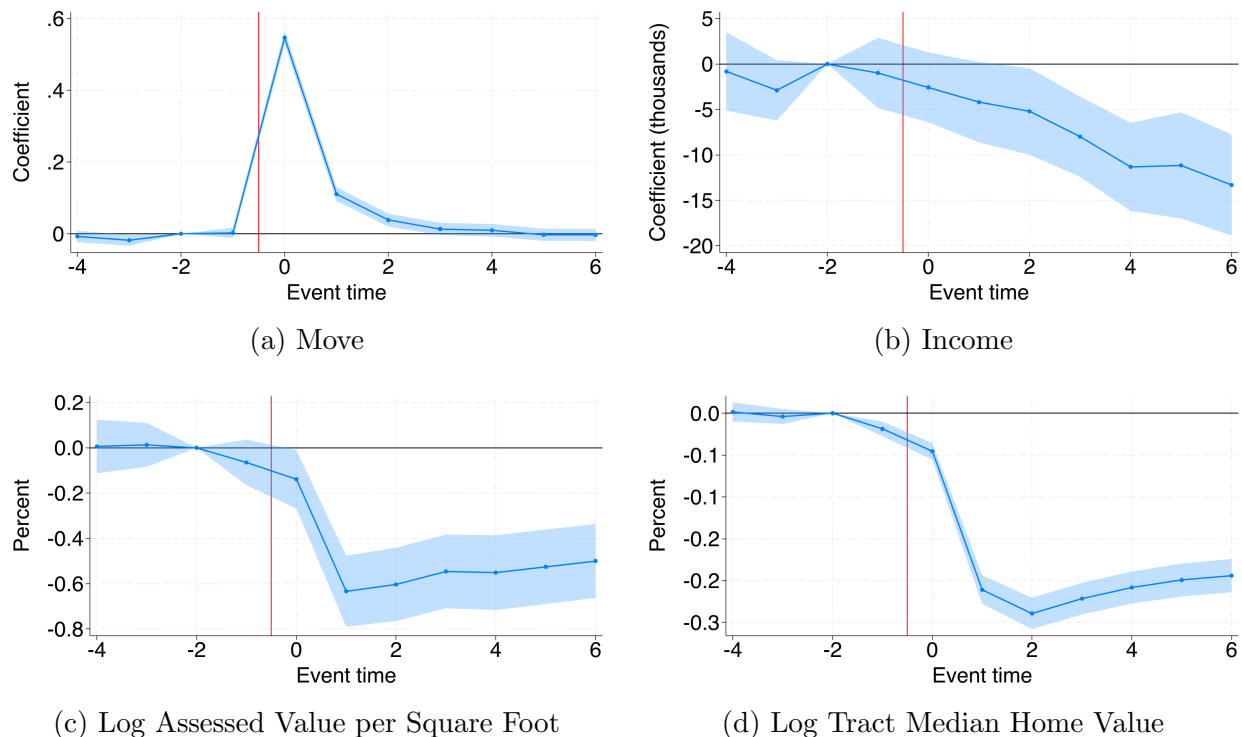 .6
.4
.2
0
Coefficient
-4 -2 0 2 4 6
Event time
(a) Move
5
0
-5
-10
-15
-20
Coefficient (thousands)
-4 -2 0 2 4 6
Event time
(b) Income
0.2
0.0
-0.2
-0.4
-0.6
-0.8
Percent
-4 -2 0 2 4 6
Event time
(c) Log Assessed Value per Square Foot
0.0
-0.1
-0.1
-0.2
-0.2
-0.3
Percent
-4 -2 0 2 4 6
Event time
(d) Log Tract Median Home Value